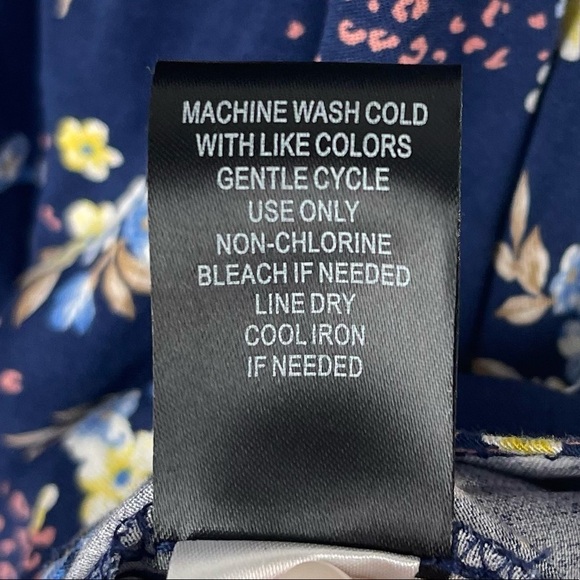 MACHINE WASH COLD
WITH LIKE COLORS
GENTLE CYCLE
USE ONLY
NON-CHLORINE
BLEACH IF NEEDED
LINE DRY
COOL IRON
IF NEEDED